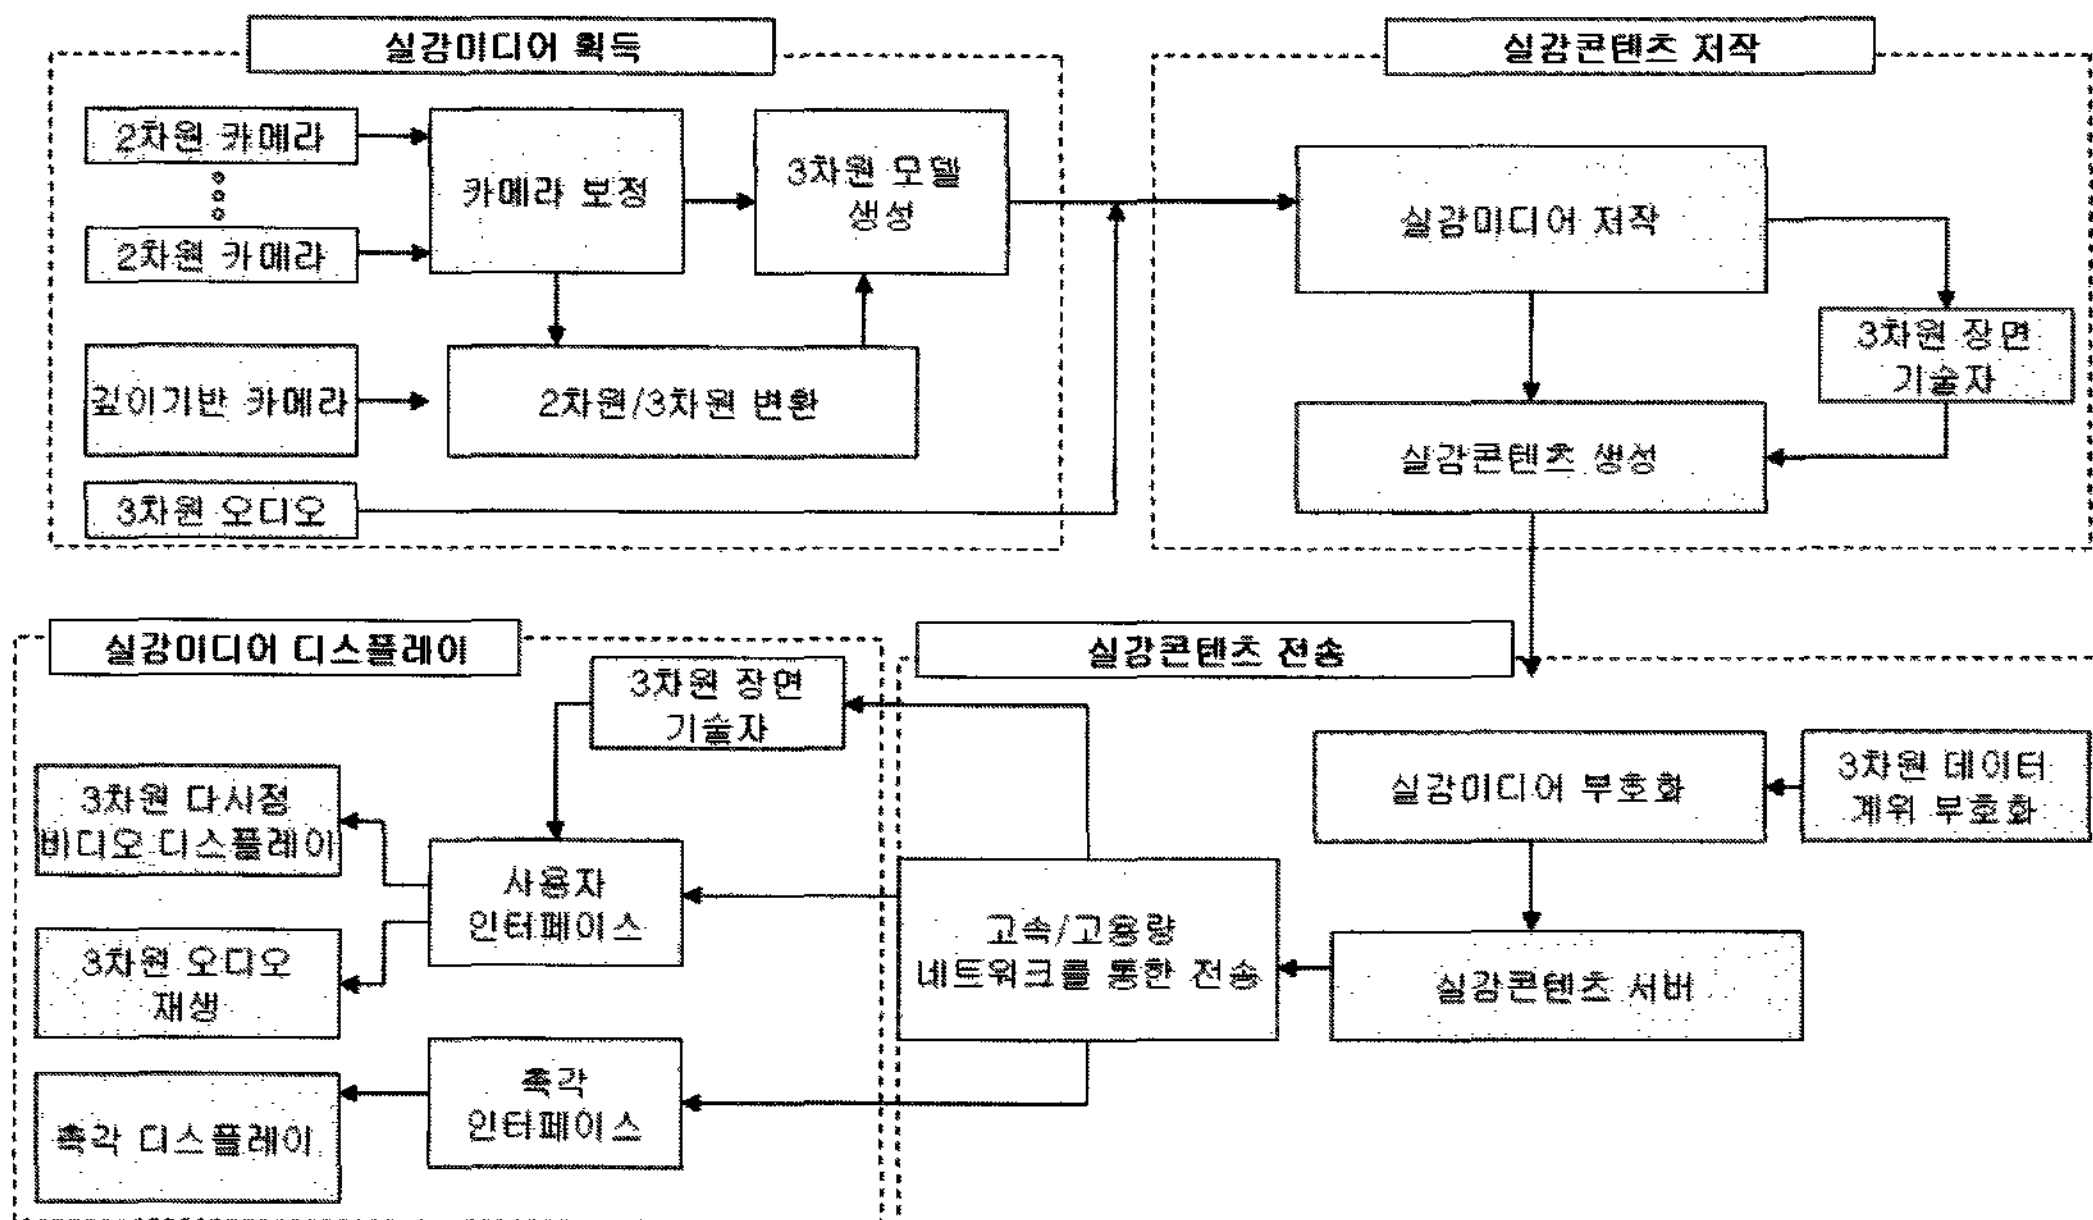 실감미디어 획득
2차원 카메라
2차원 카메라
깊이기반 카메라
3차원 오디오
카메라 보정
3차원 모델
생성
2차원/3차원 변환
실감콘텐츠 저작
실감미디어 저작
3차원 장면
기술자
실감콘텐츠 생성
실감미디어 디스플레이
3차원 장면
기술자
3차원 다시점
비디오 디스플레이
사용자
인터페이스
3차원 오디오
재생
촉각
인터페이스
촉각 디스플레이
실감콘텐츠 전송
실감미디어 부호화
3차원 데이터
계위 부호화
고속/고용량
네트워크를 통한 전송
실감콘텐츠 서버